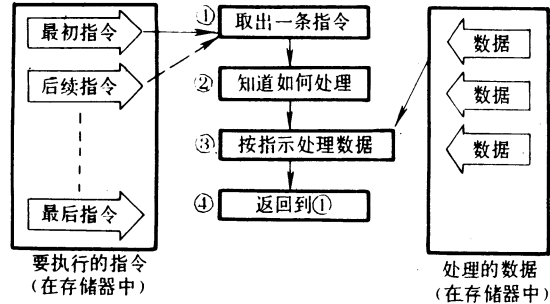 最初指令
后续指令
最后指令
要执行的指令
(在存储器中)
① 取出一条指令
② 知道如何处理
③ 按指示处理数据
④ 返回到①
数据
数据
数据
处理的数据
(在存储器中)